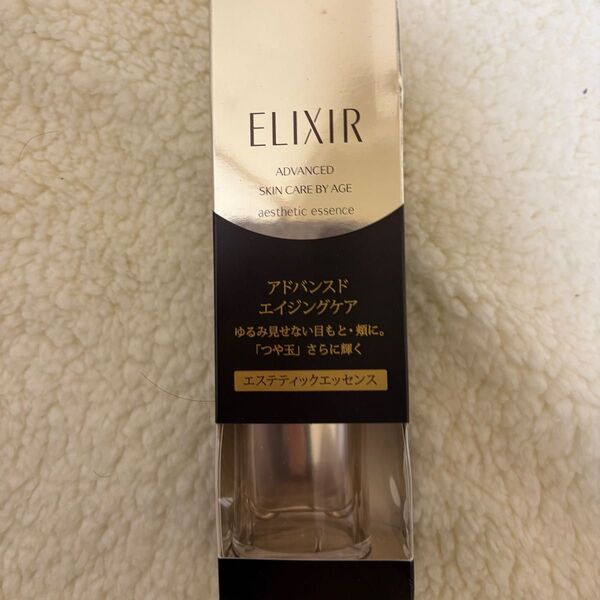 ELIXIR
ADVANCED
SKIN CARE BY AGE
aesthetic essence
アドバンスド
エイジングケア
ゆるみ見せない目もと・頬に。
「つや玉」さらに輝く
エステティックエッセンス